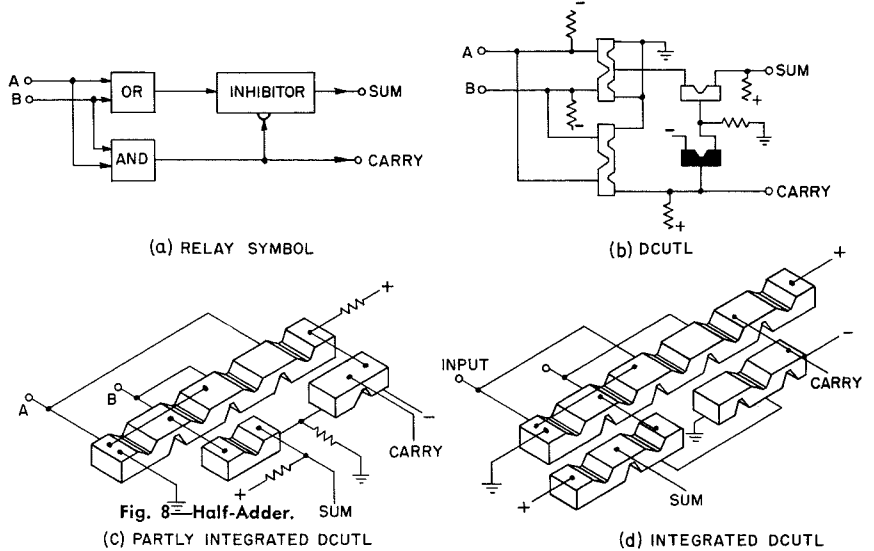 A
B
OR
INHIBITOR
SUM
AND
CARRY
(a) RELAY SYMBOL
A
B
−
−
SUM
+
−
CARRY
+
(b) DCUTL
A
B
+
−
CARRY
+
SUM
Fig. 8—Half-Adder.
(c) PARTLY INTEGRATED DCUTL
INPUT
+
−
CARRY
+
SUM
(d) INTEGRATED DCUTL